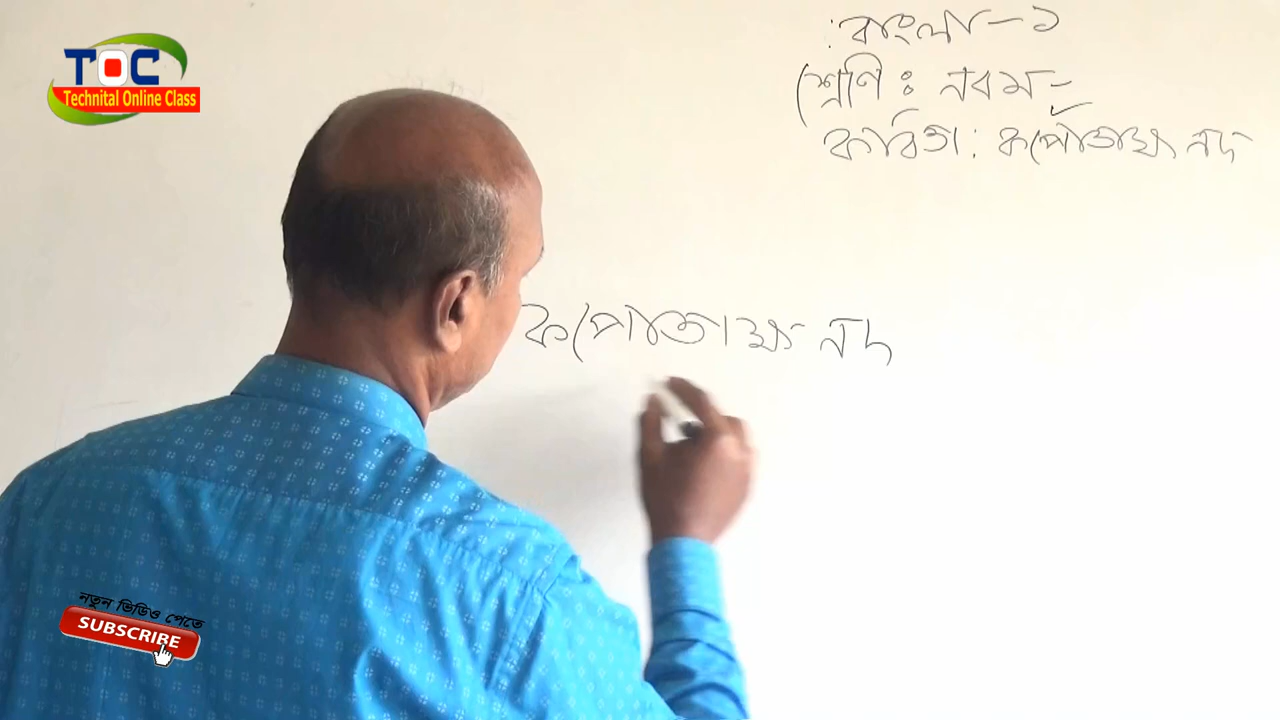 TOC
Technital Online Class
: বাংলা - ১
শ্রেণি : নবম -
কবিতা : কপোতাক্ষ নদ
কপোতাক্ষ নদ
নতুন ভিডিও পেতে
SUBSCRIBE